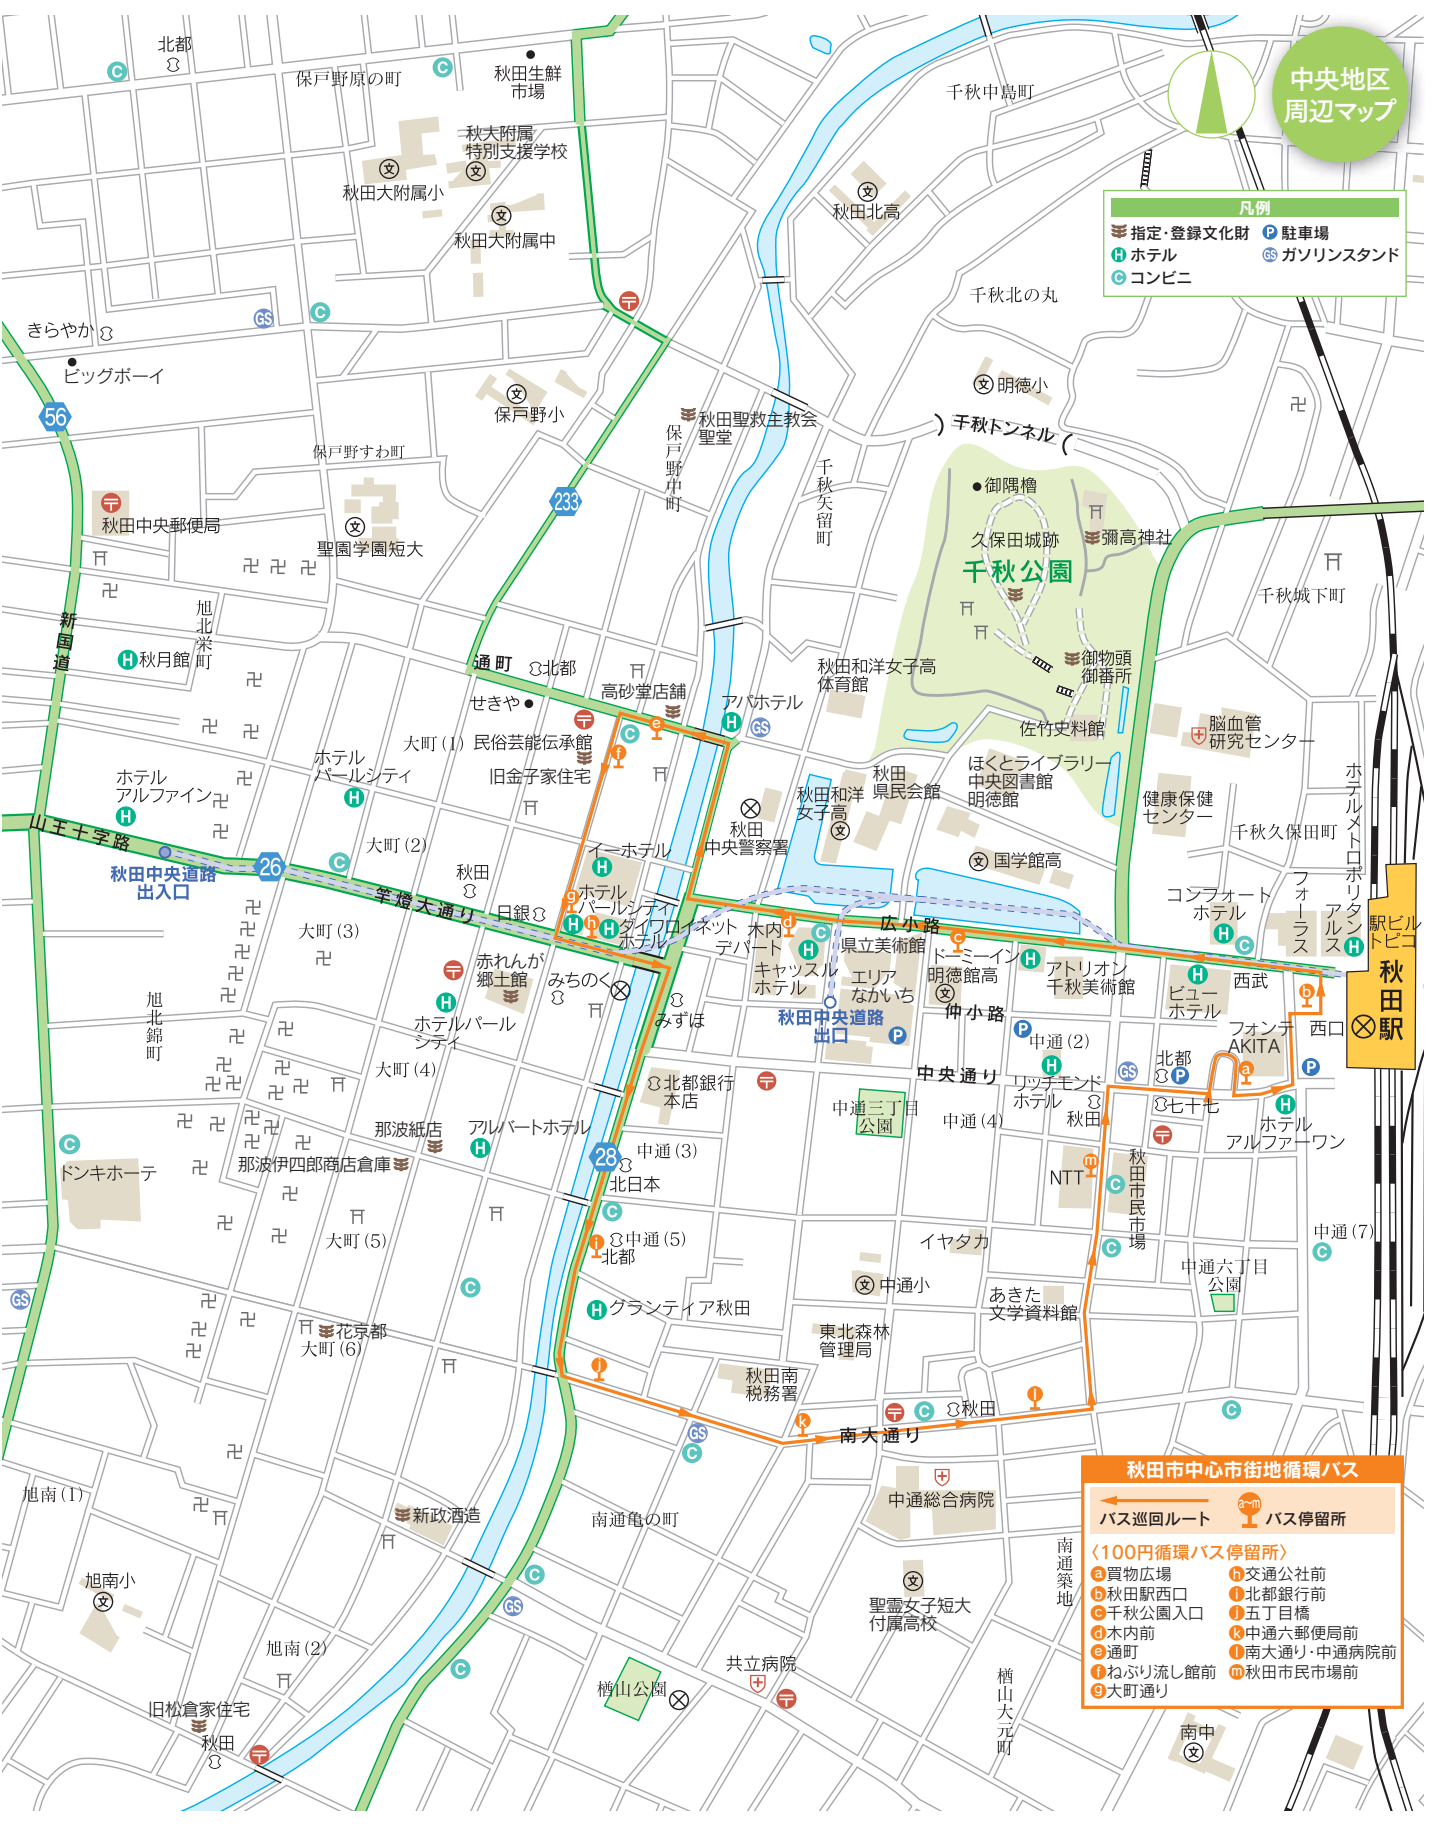 中央地区
周辺マップ
凡例
指定・登録文化財
駐車場
ホテル
ガソリンスタンド
コンビニ
P
H
GS
C
北都
保戸野原の町
秋田生鮮
市場
千秋中島町
秋大附属
特別支援学校
秋田大附属小
秋田大附属中
秋田北高
千秋北の丸
きらやか
ビッグボーイ
56
保戸野小
明徳小
秋田聖救主教会
聖堂
千秋トンネル
保戸野すわ町
保戸野中町
千秋矢留町
233
御隅櫓
秋田中央郵便局
聖園学園短大
久保田城跡
彌高神社
千秋公園
千秋城下町
旭北栄町
新国道
秋月館
通町
北都
秋田和洋女子高
体育館
御物頭
御番所
せきや
高砂堂店舗
アパホテル
佐竹史料館
脳血管
研究センター
大町(1)
民俗芸能伝承館
旧金子家住宅
ホテル
パールシティ
ホテル
アルファイン
秋田
県民会館
ほくとライブラリー
中央図書館
明徳館
秋田和洋
女子高
健康保健
センター
ホテルメトロポリタン
千秋久保田町
山王十字路
大町(2)
イーホテル
秋田
中央警察署
国学館高
秋田中央道路
出入口
26
秋田
竿燈大通り
日銀
ホテル
パールシティ
ダイワロイネット
ホテル
木内
デパート
広小路
コンフォート
ホテル
フォーラス
アルス
駅ビル
トピコ
秋田駅
大町(3)
赤れんが
郷土館
みちのく
キャッスル
ホテル
県立美術館
エリア
なかいち
ドーミーイン
明徳館高
アトリオン
千秋美術館
ビュー
ホテル
西武
旭北錦町
ホテルパール
シティ
みずほ
秋田中央道路
出口
仲小路
中通(2)
フォンテ
AKITA
西口
大町(4)
北都銀行
本店
中央通り
リッチモンド
ホテル
北都
秋田
七十七
ホテル
アルファーワン
中通三丁目
公園
中通(4)
那波紙店
アルバートホテル
那波伊四郎商店倉庫
28
中通(3)
北日本
NTT
秋田市民市場
ドンキホーテ
大町(5)
中通(5)
北都
イヤタカ
中通(7)
中通六丁目
公園
中通小
あきた
文学資料館
グランティア秋田
花京都
大町(6)
東北森林
管理局
秋田南
税務署
秋田
南大通り
旭南(1)
新政酒造
南通亀の町
中通総合病院
南通築地
旭南小
聖霊女子短大
付属高校
旭南(2)
共立病院
楢山公園
楢山大元町
旧松倉家住宅
秋田
南中
秋田市中心市街地循環バス
バス巡回ルート
a~m
バス停留所
〈100円循環バス停留所〉
a買物広場
b秋田駅西口
c千秋公園入口
d木内前
e通町
fねぶり流し館前
g大町通り
h交通公社前
i北都銀行前
j五丁目橋
k中通六郵便局前
l南大通り・中通病院前
m秋田市民市場前